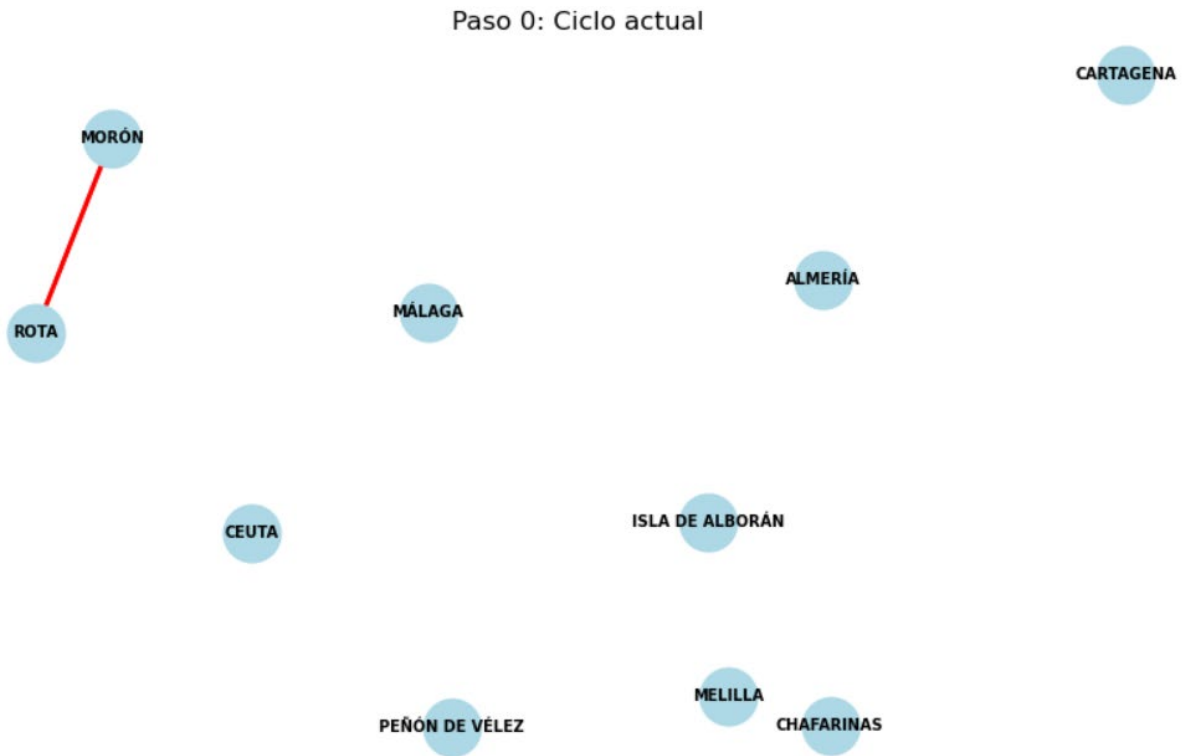 Paso 0: Ciclo actual
CARTAGENA
MORÓN
ALMERÍA
MÁLAGA
ROTA
ISLA DE ALBORÁN
CEUTA
MELILLA
CHAFARINAS
PEÑÓN DE VÉLEZ